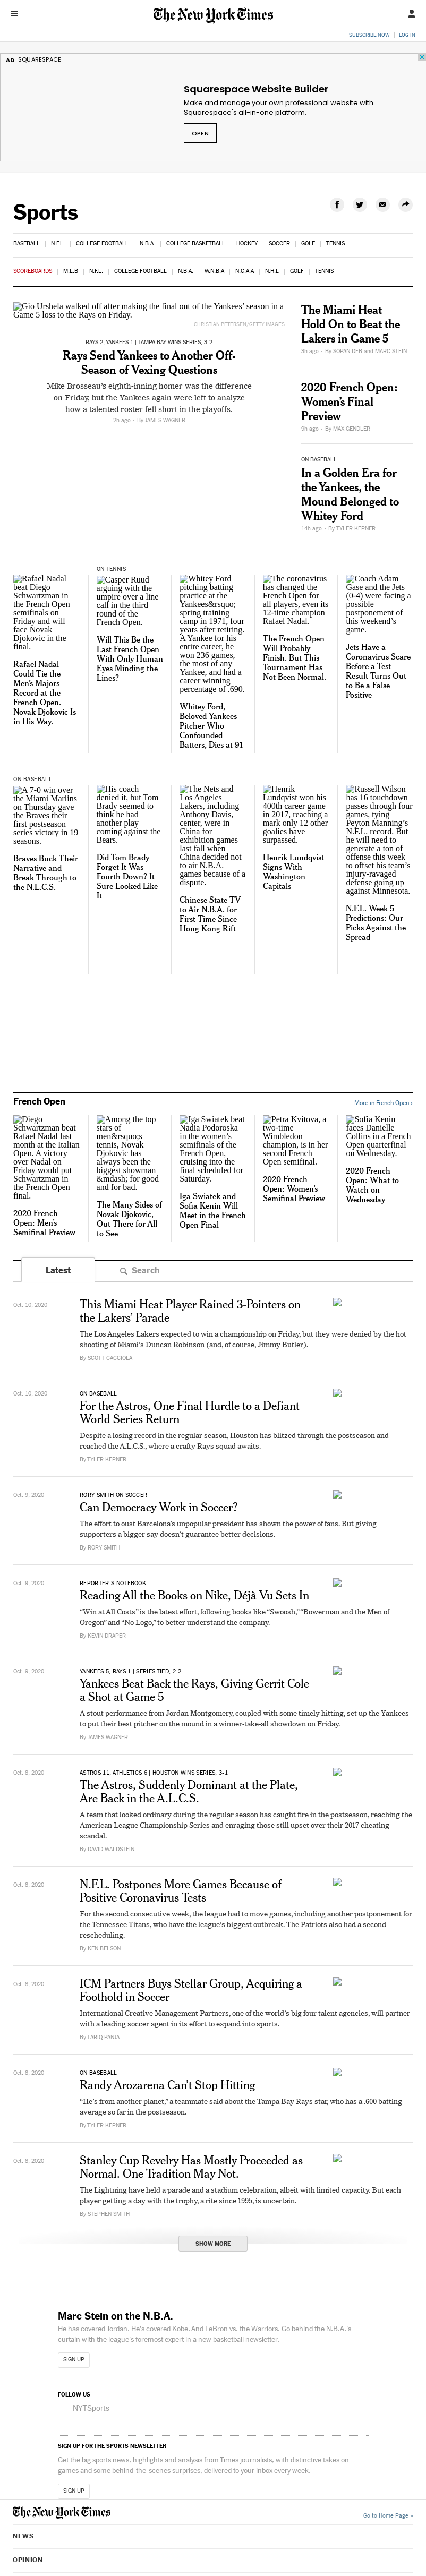 The New York Times
SUBSCRIBE NOW | LOG IN
AD SQUARESPACE
Squarespace Website Builder
Make and make your own professional website with
Squarespace's all-in-one platform.
OPEN
Sports
BASEBALL | N.F.L. | COLLEGE FOOTBALL | N.B.A. | COLLEGE BASKETBALL | HOCKEY | SOCCER | GOLF | TENNIS
SCOREBOARDS | M.L.B | N.F.L. | COLLEGE FOOTBALL | N.B.A. | W.N.B.A | N.C.A.A | N.H.L | GOLF | TENNIS
Gio Urshela walked off after making the final out of the Yankees’ season in a
Game 5 loss to the Rays on Friday.
CHRISTIAN PETERSEN/GETTY IMAGES
RAYS 2, YANKEES 1 | TAMPA BAY WINS SERIES, 3-2
Rays Send Yankees to Another Off-
Season of Vexing Questions
Mike Brosseau’s eighth-inning homer was the difference
on Friday, but the Yankees again were left to analyze
how a talented roster fell short in the playoffs.
2h ago - By JAMES WAGNER
The Miami Heat
Hold On to Beat the
Lakers in Game 5
3h ago - By SOPAN DEB and MARC STEIN
2020 French Open:
Women’s Final
Preview
9h ago - By MAX GENDLER
ON BASEBALL
In a Golden Era for
the Yankees, the
Mound Belonged to
Whitey Ford
14h ago - By TYLER KEPNER
Rafael Nadal
beat Diego
Schwartzman in
the French Open
semifinals on
Friday and will
face Novak
Djokovic in the
final.
Rafael Nadal
Could Tie the
Men’s Majors
Record at the
French Open.
Novak Djokovic Is
in His Way.
ON TENNIS
Casper Ruud
arguing with the
umpire over a line
call in the third
round of the
French Open.
Will This Be the
Last French Open
With Only Human
Eyes Minding the
Lines?
Whitey Ford
pitching batting
practice at the
Yankees&rsquo;
spring training
camp in 1971, four
years after retiring.
A Yankee for his
entire career, he
won 236 games,
the most of any
Yankee, and had a
career winning
percentage of .690.
Whitey Ford,
Beloved Yankees
Pitcher Who
Confounded
Batters, Dies at 91
The coronavirus
has changed the
French Open for
all players, even its
12-time champion
Rafael Nadal.
The French Open
Will Probably
Finish. But This
Tournament Has
Not Been Normal.
Coach Adam
Gase and the Jets
(0-4) were facing a
possible
postponement of
this weekend’s
game.
Jets Have a
Coronavirus Scare
Before a Test
Result Turns Out
to Be a False
Positive
ON BASEBALL
A 7-0 win over
the Miami Marlins
on Thursday gave
the Braves their
first postseason
series victory in 19
seasons.
Braves Buck Their
Narrative and
Break Through to
the N.L.C.S.
His coach
denied it, but Tom
Brady seemed to
think he had
another play
coming against the
Bears.
Did Tom Brady
Forget It Was
Fourth Down? It
Sure Looked Like
It
The Nets and
Los Angeles
Lakers, including
Anthony Davis,
center, were in
China for
exhibition games
last fall when
China decided not
to air N.B.A.
games because of a
dispute.
Chinese State TV
to Air N.B.A. for
First Time Since
Hong Kong Rift
Henrik
Lundqvist won his
400th career game
in 2017, reaching a
mark only 12 other
goalies have
surpassed.
Henrik Lundqvist
Signs With
Washington
Capitals
Russell Wilson
has 16 touchdown
passes through four
games, tying
Peyton Manning’s
N.F.L. record. But
he will need to
generate a ton of
offense this week
to offset his team’s
injury-ravaged
defense going up
against Minnesota.
N.F.L. Week 5
Predictions: Our
Picks Against the
Spread
French Open
More in French Open ›
Diego
Schwartzman beat
Rafael Nadal last
month at the Italian
Open. A victory
over Nadal on
Friday would put
Schwartzman in
the French Open
final.
2020 French
Open: Men’s
Semifinal Preview
Among the top
stars of
men&rsquo;s
tennis, Novak
Djokovic has
always been the
biggest showman
&mdash; for good
and for bad.
The Many Sides of
Novak Djokovic,
Out There for All
to See
Iga Swiatek beat
Nadia Podoroska
in the women’s
semifinals of the
French Open,
cruising into the
final scheduled for
Saturday.
Iga Swiatek and
Sofia Kenin Will
Meet in the French
Open Final
Petra Kvitova, a
two-time
Wimbledon
champion, is in her
second French
Open semifinal.
2020 French
Open: Women’s
Semifinal Preview
Sofia Kenin
faces Danielle
Collins in a French
Open quarterfinal
on Wednesday.
2020 French
Open: What to
Watch on
Wednesday
Latest
Search
Oct. 10, 2020
This Miami Heat Player Rained 3-Pointers on
the Lakers’ Parade
The Los Angeles Lakers expected to win a championship on Friday, but they were denied by the hot
shooting of Miami’s Duncan Robinson (and, of course, Jimmy Butler).
By SCOTT CACCIOLA
Oct. 10, 2020
ON BASEBALL
For the Astros, One Final Hurdle to a Defiant
World Series Return
Despite a losing record in the regular season, Houston has blitzed through the postseason and
reached the A.L.C.S., where a crafty Rays squad awaits.
By TYLER KEPNER
Oct. 9, 2020
RORY SMITH ON SOCCER
Can Democracy Work in Soccer?
The effort to oust Barcelona’s unpopular president has shown the power of fans. But giving
supporters a bigger say doesn’t guarantee better decisions.
By RORY SMITH
Oct. 9, 2020
REPORTER’S NOTEBOOK
Reading All the Books on Nike, Déjà Vu Sets In
“Win at All Costs” is the latest effort, following books like “Swoosh,” “Bowerman and the Men of
Oregon” and “No Logo,” to better understand the company.
By KEVIN DRAPER
Oct. 9, 2020
YANKEES 5, RAYS 1 | SERIES TIED, 2-2
Yankees Beat Back the Rays, Giving Gerrit Cole
a Shot at Game 5
A stout performance from Jordan Montgomery, coupled with some timely hitting, set up the Yankees
to put their best pitcher on the mound in a winner-take-all showdown on Friday.
By JAMES WAGNER
Oct. 8, 2020
ASTROS 11, ATHLETICS 6 | HOUSTON WINS SERIES, 3-1
The Astros, Suddenly Dominant at the Plate,
Are Back in the A.L.C.S.
A team that looked ordinary during the regular season has caught fire in the postseason, reaching the
American League Championship Series and enraging those still upset over their 2017 cheating
scandal.
By DAVID WALDSTEIN
Oct. 8, 2020
N.F.L. Postpones More Games Because of
Positive Coronavirus Tests
For the second consecutive week, the league had to move games, including another postponement for
the Tennessee Titans, who have the league’s biggest outbreak. The Patriots also had a second
rescheduling.
By KEN BELSON
Oct. 8, 2020
ICM Partners Buys Stellar Group, Acquiring a
Foothold in Soccer
International Creative Management Partners, one of the world’s big four talent agencies, will partner
with a leading soccer agent in its effort to expand into sports.
By TARIQ PANJA
Oct. 8, 2020
ON BASEBALL
Randy Arozarena Can’t Stop Hitting
“He’s from another planet,” a teammate said about the Tampa Bay Rays star, who has a .600 batting
average so far in the postseason.
By TYLER KEPNER
Oct. 8, 2020
Stanley Cup Revelry Has Mostly Proceeded as
Normal. One Tradition May Not.
The Lightning have held a parade and a stadium celebration, albeit with limited capacity. But each
player getting a day with the trophy, a rite since 1995, is uncertain.
By STEPHEN SMITH
SHOW MORE
Marc Stein on the N.B.A.
He has covered Jordan. He’s covered Kobe. And LeBron vs. the Warriors. Go behind the N.B.A.’s
curtain with the league’s foremost expert in a new basketball newsletter.
SIGN UP
FOLLOW US
NYTSports
SIGN UP FOR THE SPORTS NEWSLETTER
Get the big sports news, highlights and analysis from Times journalists, with distinctive takes on
games and some behind-the-scenes surprises, delivered to your inbox every week.
SIGN UP
The New York Times
Go to Home Page »
NEWS
OPINION